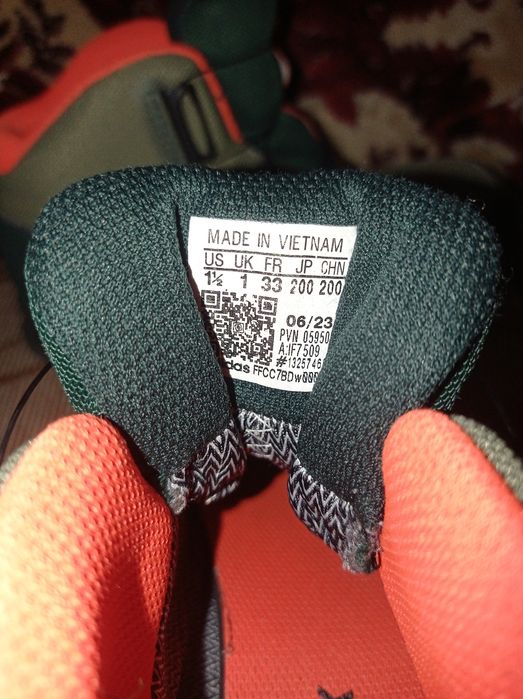 MADE IN VIETNAM
US UK FR JP CHN
1½ 1 33 200 200
06/23
PVN 05950
A:IF7509
#1325746